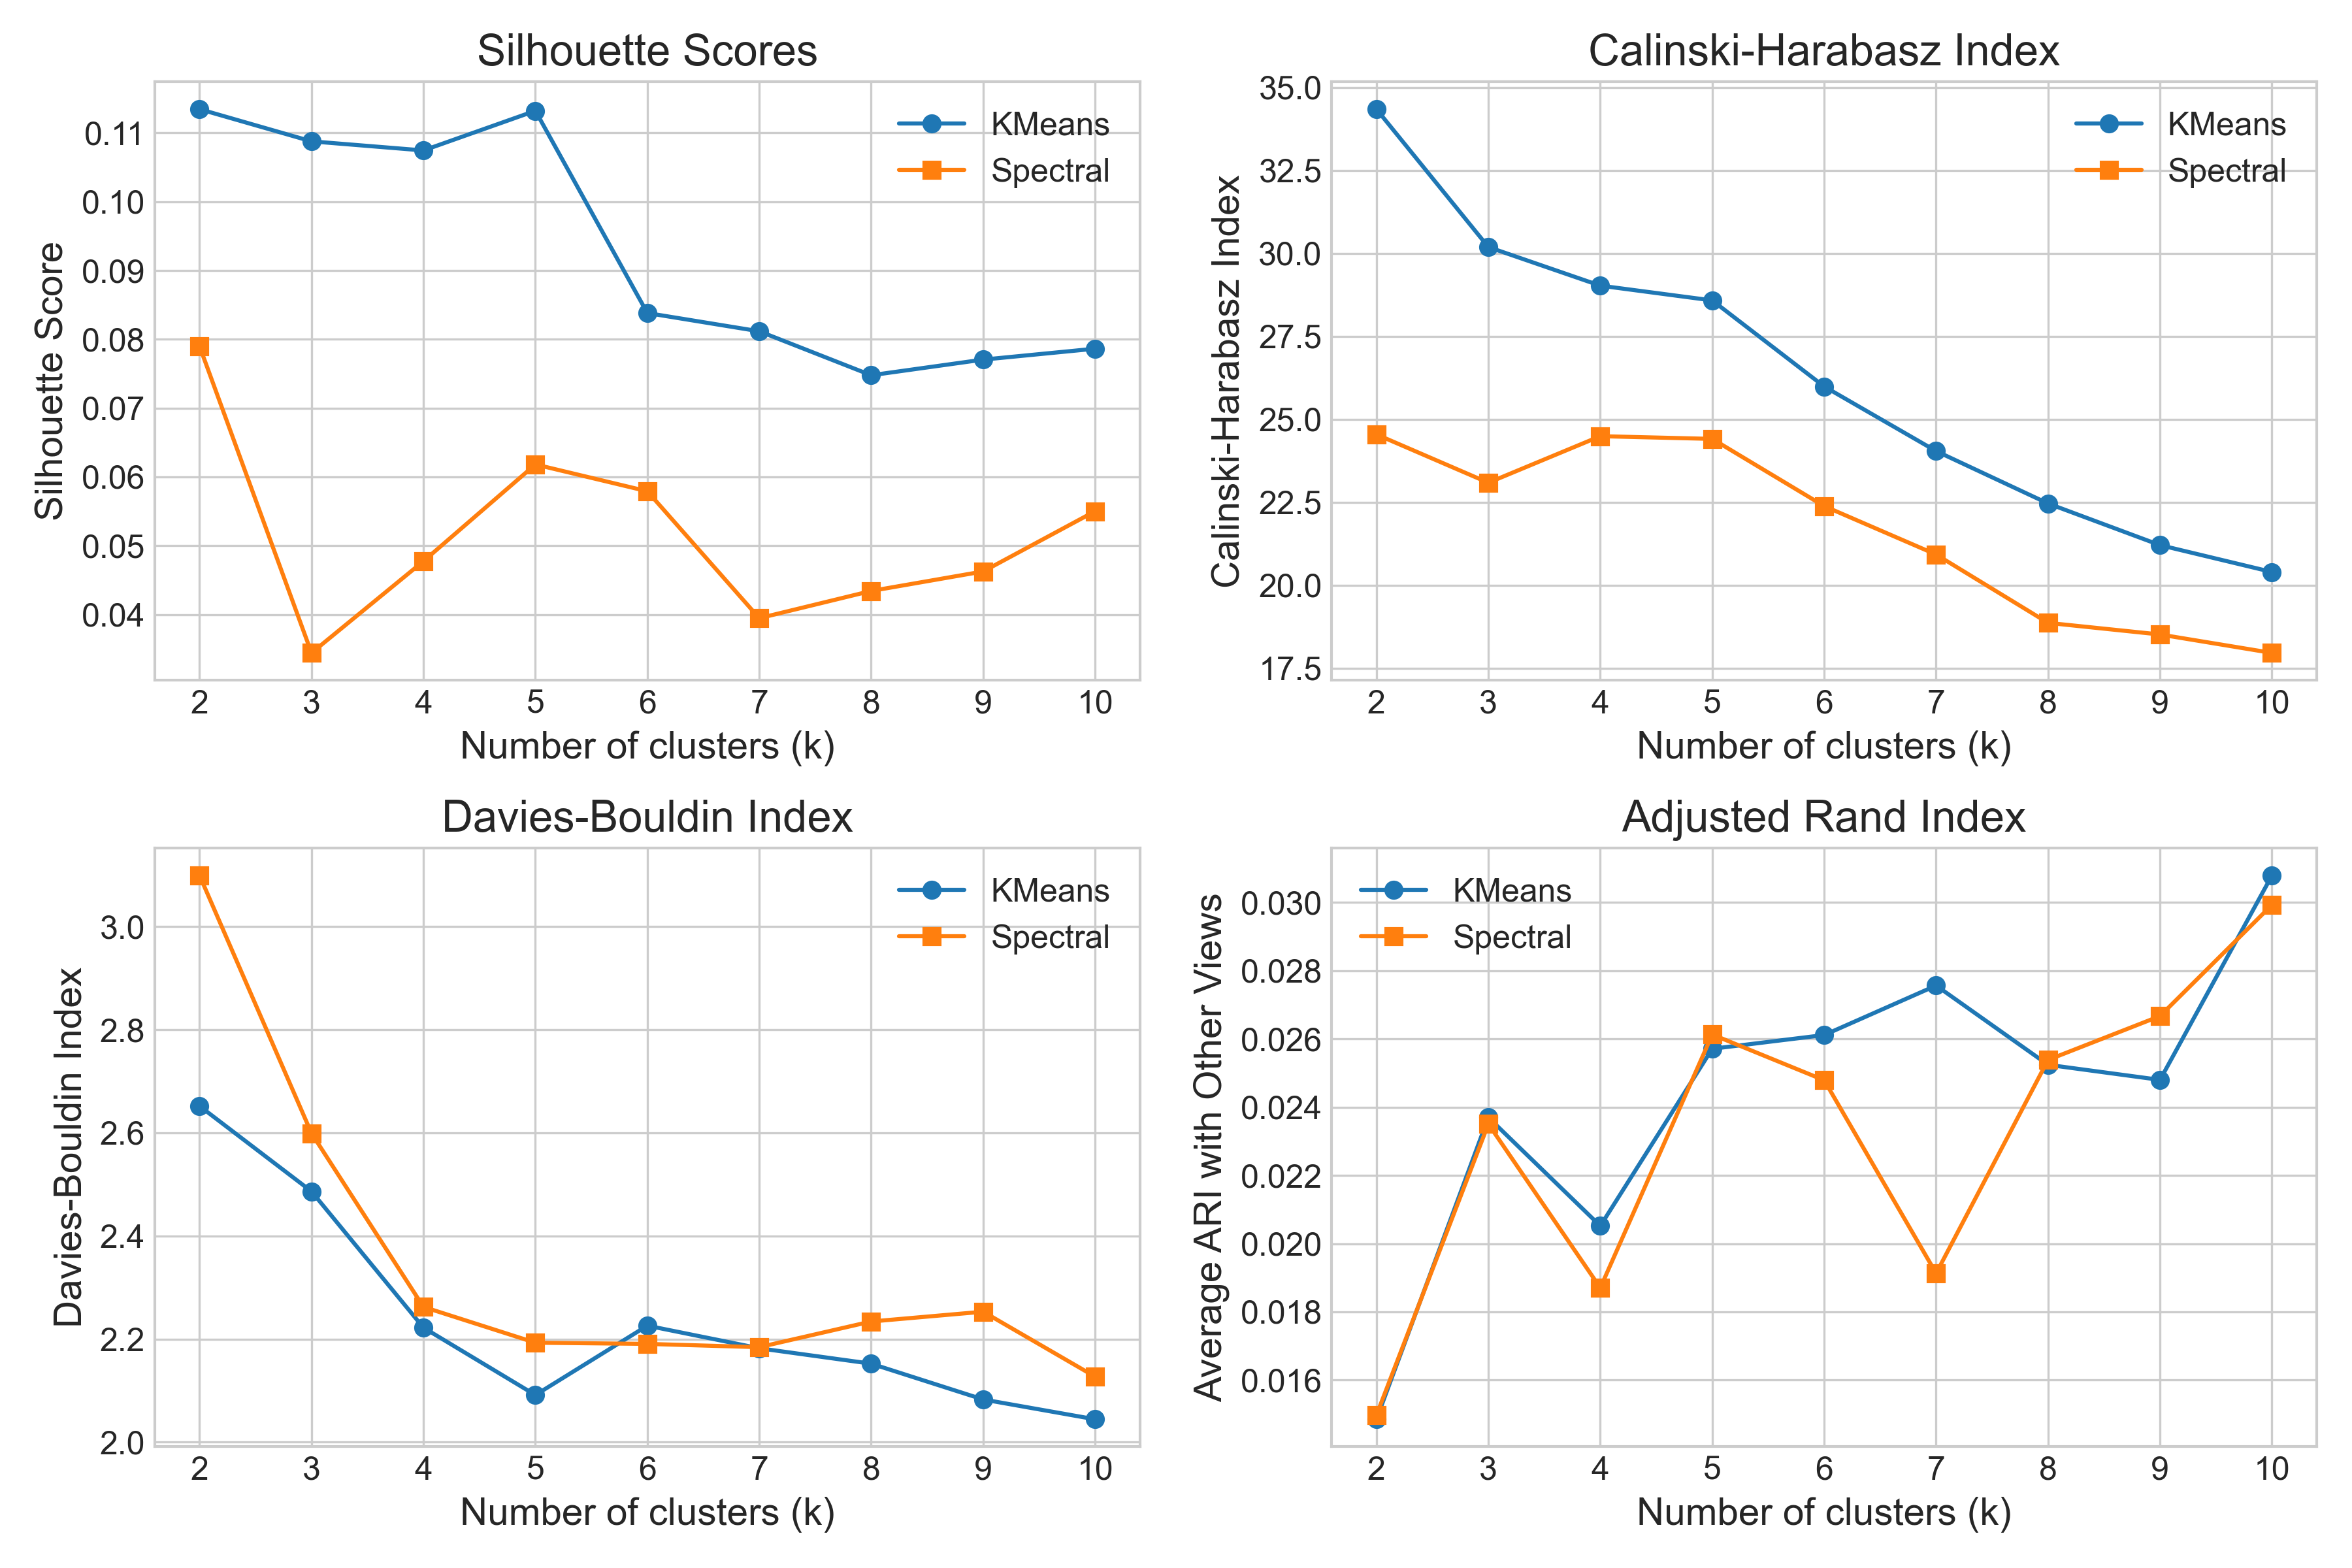 Silhouette Scores
Silhouette Score
0.11
0.10
0.09
0.08
0.07
0.06
0.05
0.04
KMeans
Spectral
2 3 4 5 6 7 8 9 10
Number of clusters (k)
Calinski-Harabasz Index
Calinski-Harabasz Index
35.0
32.5
30.0
27.5
25.0
22.5
20.0
17.5
KMeans
Spectral
2 3 4 5 6 7 8 9 10
Number of clusters (k)
Davies-Bouldin Index
Davies-Bouldin Index
3.0
2.8
2.6
2.4
2.2
2.0
KMeans
Spectral
2 3 4 5 6 7 8 9 10
Number of clusters (k)
Adjusted Rand Index
Average ARI with Other Views
0.030
0.028
0.026
0.024
0.022
0.020
0.018
0.016
KMeans
Spectral
2 3 4 5 6 7 8 9 10
Number of clusters (k)